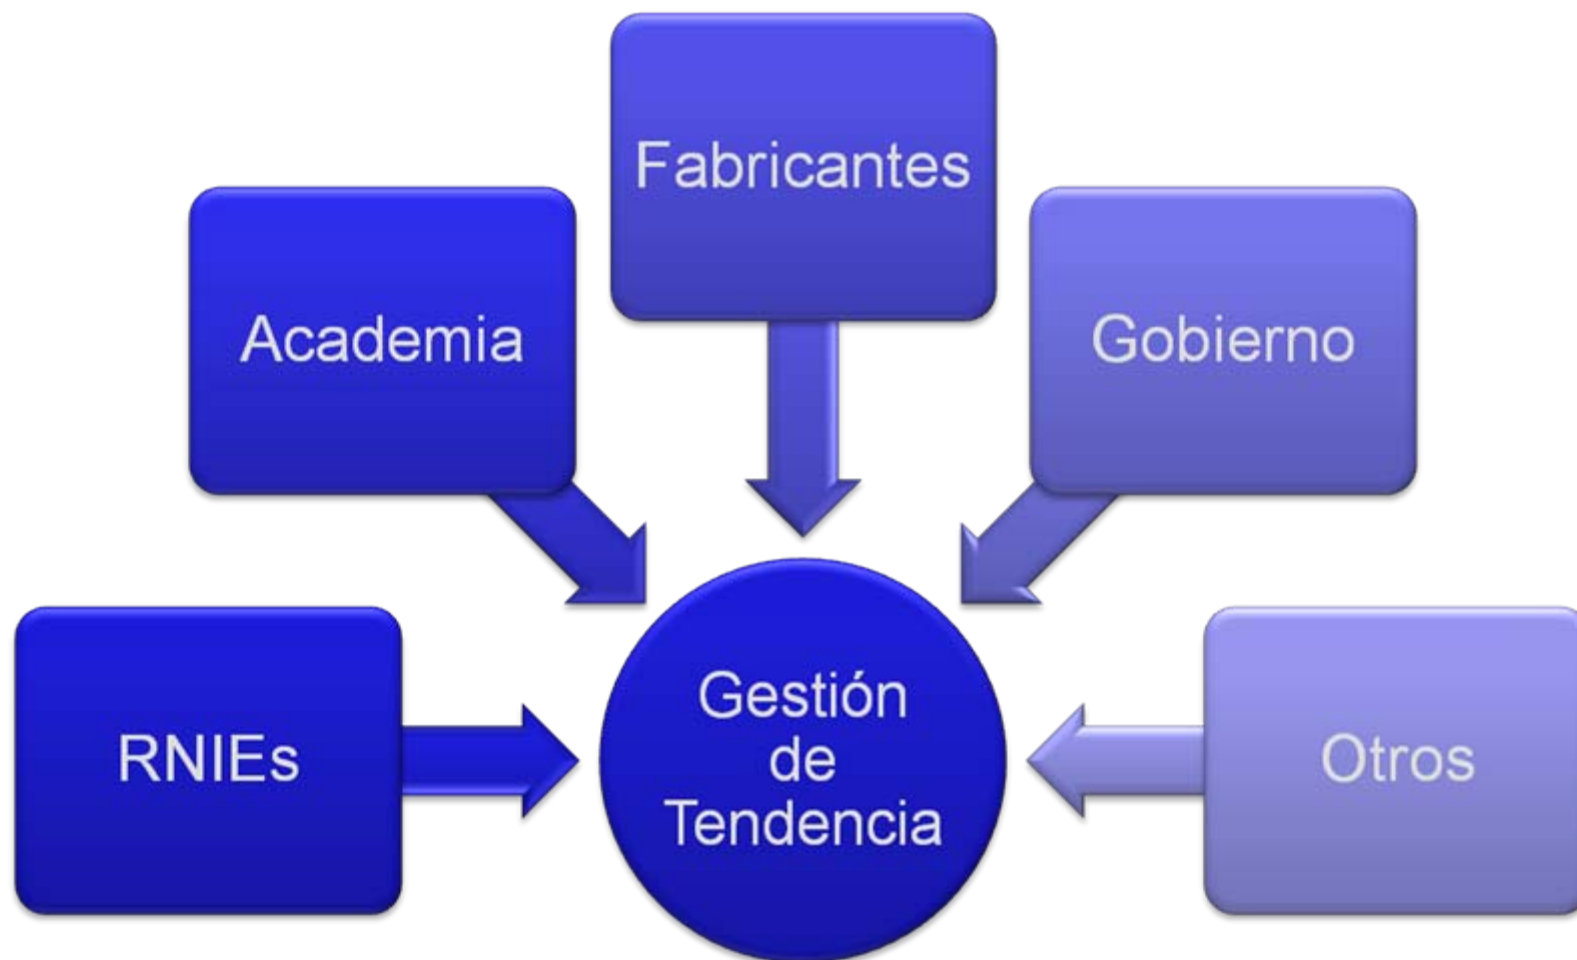 Fabricantes
Academia
Gobierno
RNIEs
Gestión
de
Tendencia
Otros